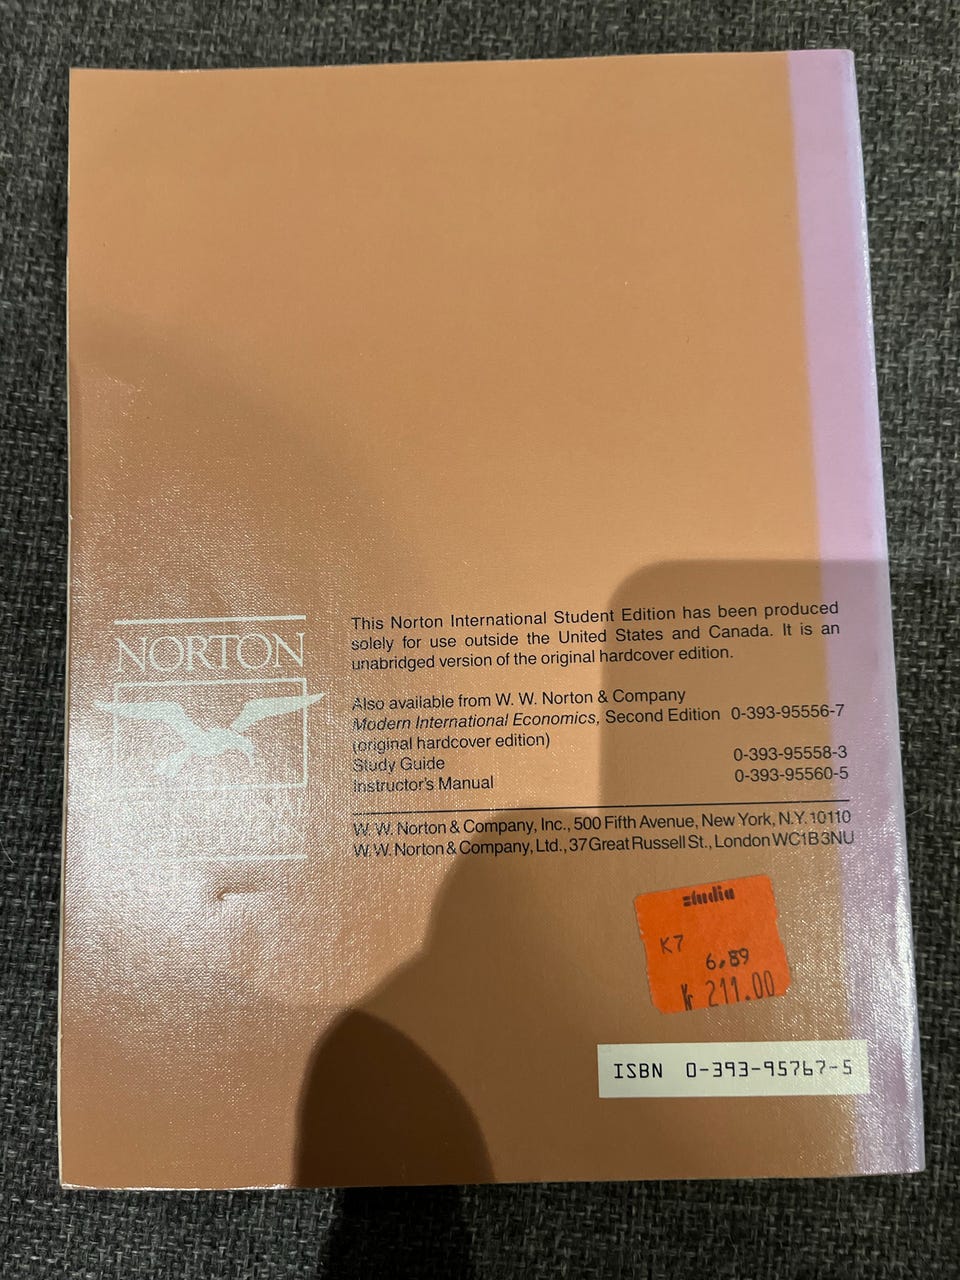 This Norton International Student Edition has been produced
solely for use outside the United States and Canada. It is an
unabridged version of the original hardcover edition.
NORTON
Also available from W. W. Norton & Company
Modern International Economics, Second Edition 0-393-95556-7
(original hardcover edition)
Study Guide 0-393-95558-3
Instructor's Manual 0-393-95560-5
W. W. Norton & Company, Inc., 500 Fifth Avenue, New York, N.Y. 10110
W. W. Norton & Company, Ltd., 37 Great Russell St., London WC1B 3NU
studia
K7
6.89
Kr 211.00
ISBN 0-393-95767-5